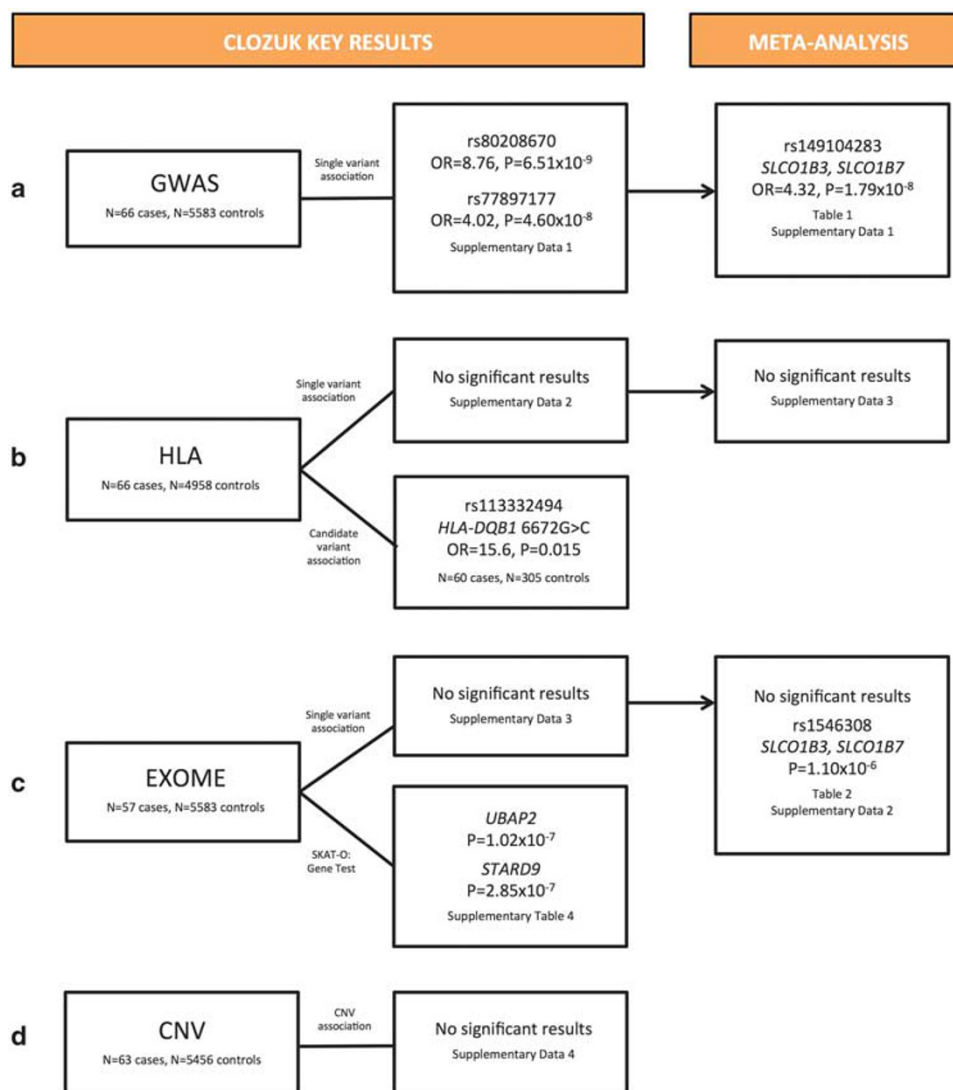 CLOZUK KEY RESULTS
META-ANALYSIS
a
GWAS
N=66 cases, N=5583 controls
Single variant
association
rs80208670
OR=8.76, P=6.51x10-9
rs77897177
OR=4.02, P=4.60x10-8
Supplementary Data 1
rs149104283
SLCO1B3, SLCO1B7
OR=4.32, P=1.79x10-8
Table 1
Supplementary Data 1
b
HLA
N=66 cases, N=4958 controls
Single variant
association
No significant results
Supplementary Data 2
No significant results
Supplementary Data 3
Candidate
variant
association
rs113332494
HLA-DQB1 6672G>C
OR=15.6, P=0.015
N=60 cases, N=305 controls
c
EXOME
N=57 cases, N=5583 controls
Single variant
association
No significant results
Supplementary Data 3
No significant results
rs1546308
SLCO1B3, SLCO1B7
P=1.10x10-6
Table 2
Supplementary Data 2
SKAT-O:
Gene Test
UBAP2
P=1.02x10-7
STARD9
P=2.85x10-7
Supplementary Table 4
d
CNV
N=63 cases, N=5456 controls
CNV
association
No significant results
Supplementary Data 4